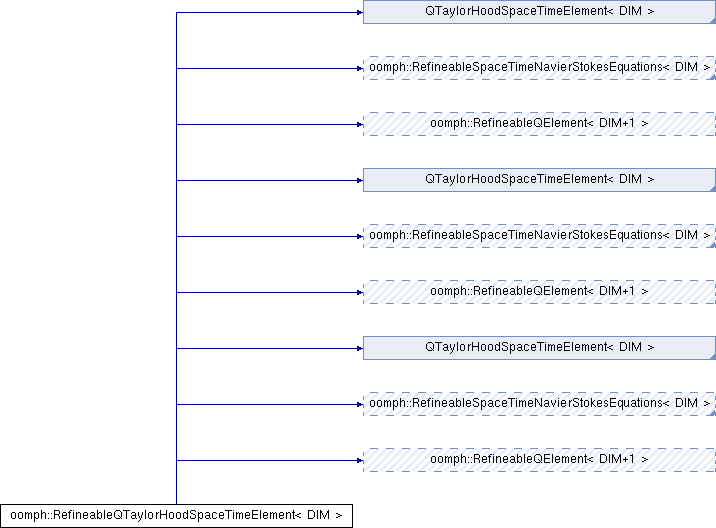 QTaylorHoodSpaceTimeElement< DIM >
oomph::RefineableSpaceTimeNavierStokesEquations< DIM >
oomph::RefineableQElement< DIM+1 >
QTaylorHoodSpaceTimeElement< DIM >
oomph::RefineableSpaceTimeNavierStokesEquations< DIM >
oomph::RefineableQElement< DIM+1 >
QTaylorHoodSpaceTimeElement< DIM >
oomph::RefineableSpaceTimeNavierStokesEquations< DIM >
oomph::RefineableQElement< DIM+1 >
oomph::RefineableQTaylorHoodSpaceTimeElement< DIM >